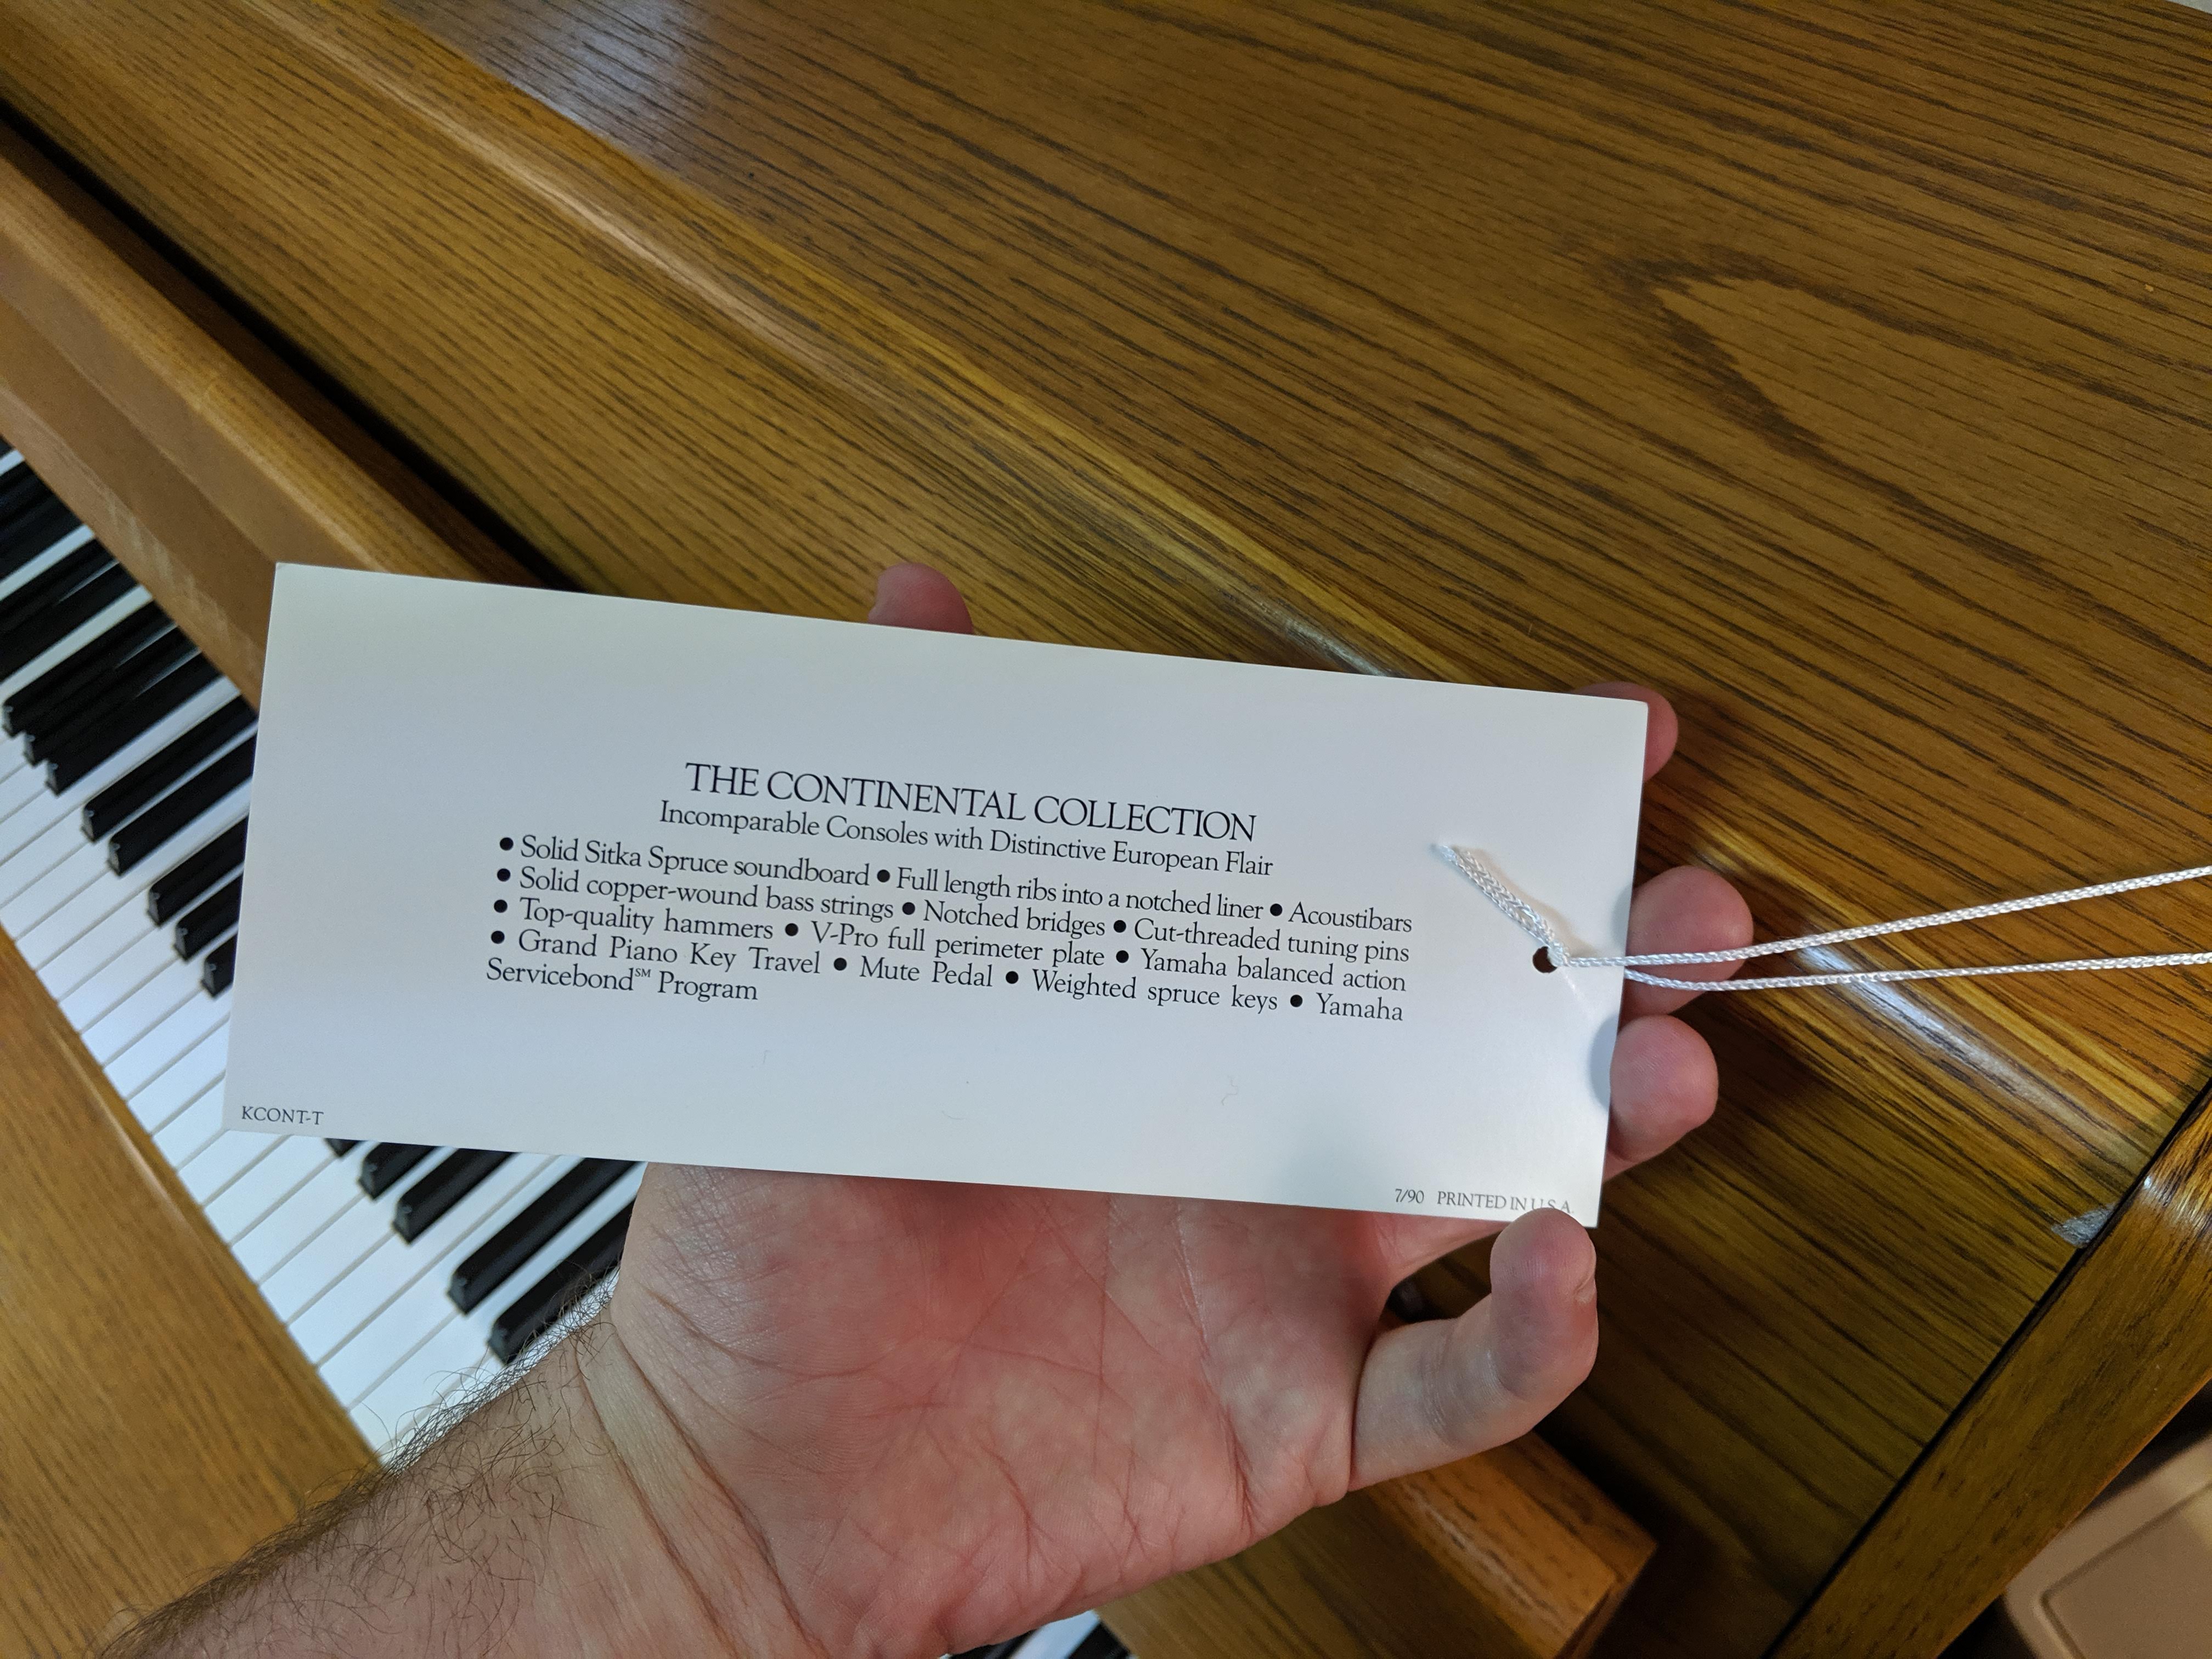 THE CONTINENTAL COLLECTION
Incomparable Consoles with Distinctive European Flair
● Solid Sitka Spruce soundboard ● Full length ribs into a notched liner ● Acoustibars
● Solid copper-wound bass strings ● Notched bridges ● Cut-threaded tuning pins
● Top-quality hammers ● V-Pro full perimeter plate ● Yamaha balanced action
● Grand Piano Key Travel ● Mute Pedal ● Weighted spruce keys ● Yamaha
Servicebond℠ Program
KCONT-T
7/90 PRINTED IN U.S.A.